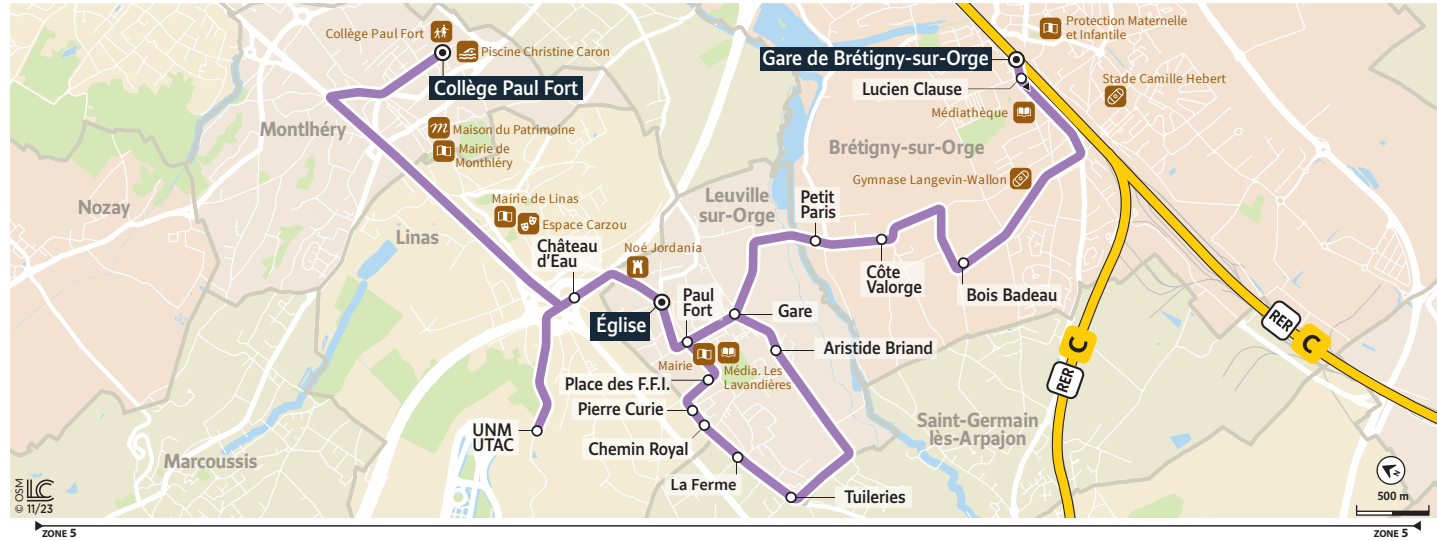 Collège Paul Fort
Piscine Christine Caron
Collège Paul Fort
Montlhéry
Maison du Patrimoine
Mairie de
Monthléry
Nozay
Linas
Marcoussis
Mairie de Linas
Espace Carzou
Château
d'Eau
Noé Jordania
Église
Paul
Fort
Leuville
sur-Orge
Gare
Aristide Briand
Mairie
Média. Les
Lavandières
Place des F.F.I.
Pierre Curie
Chemin Royal
La Ferme
Tuileries
UNM
UTAC
Petit
Paris
Côte
Valorge
Bois Badeau
Gymnase Langevin-Wallon
Brétigny-sur-Orge
Médiathèque
Lucien Clause
Gare de Brétigny-sur-Orge
Protection Maternelle
et Infantile
Stade Camille Hebert
RER C
RER C
Saint-Germain
lès-Arpajon
N
500 m
© OSM
LC
11/23
ZONE 5
ZONE 5